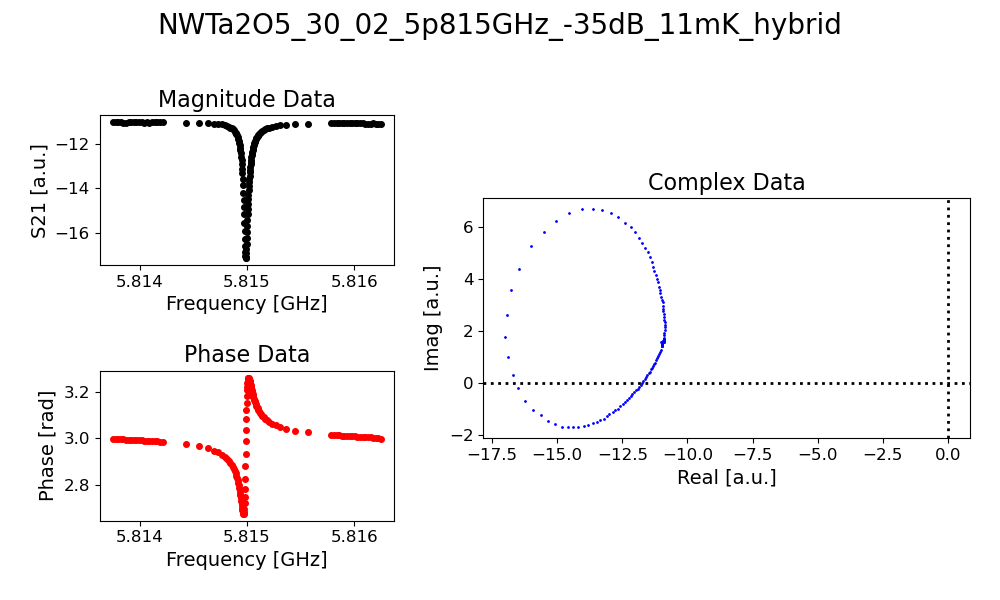 NWTa2O5_30_02_5p815GHz_-35dB_11mK_hybrid
Magnitude Data
S21 [a.u.]
−12
−14
−16
5.814
5.815
5.816
Frequency [GHz]
Phase Data
Phase [rad]
3.2
3.0
2.8
5.814
5.815
5.816
Frequency [GHz]
Complex Data
Imag [a.u.]
6
4
2
0
−2
−17.5
−15.0
−12.5
−10.0
−7.5
−5.0
−2.5
0.0
Real [a.u.]